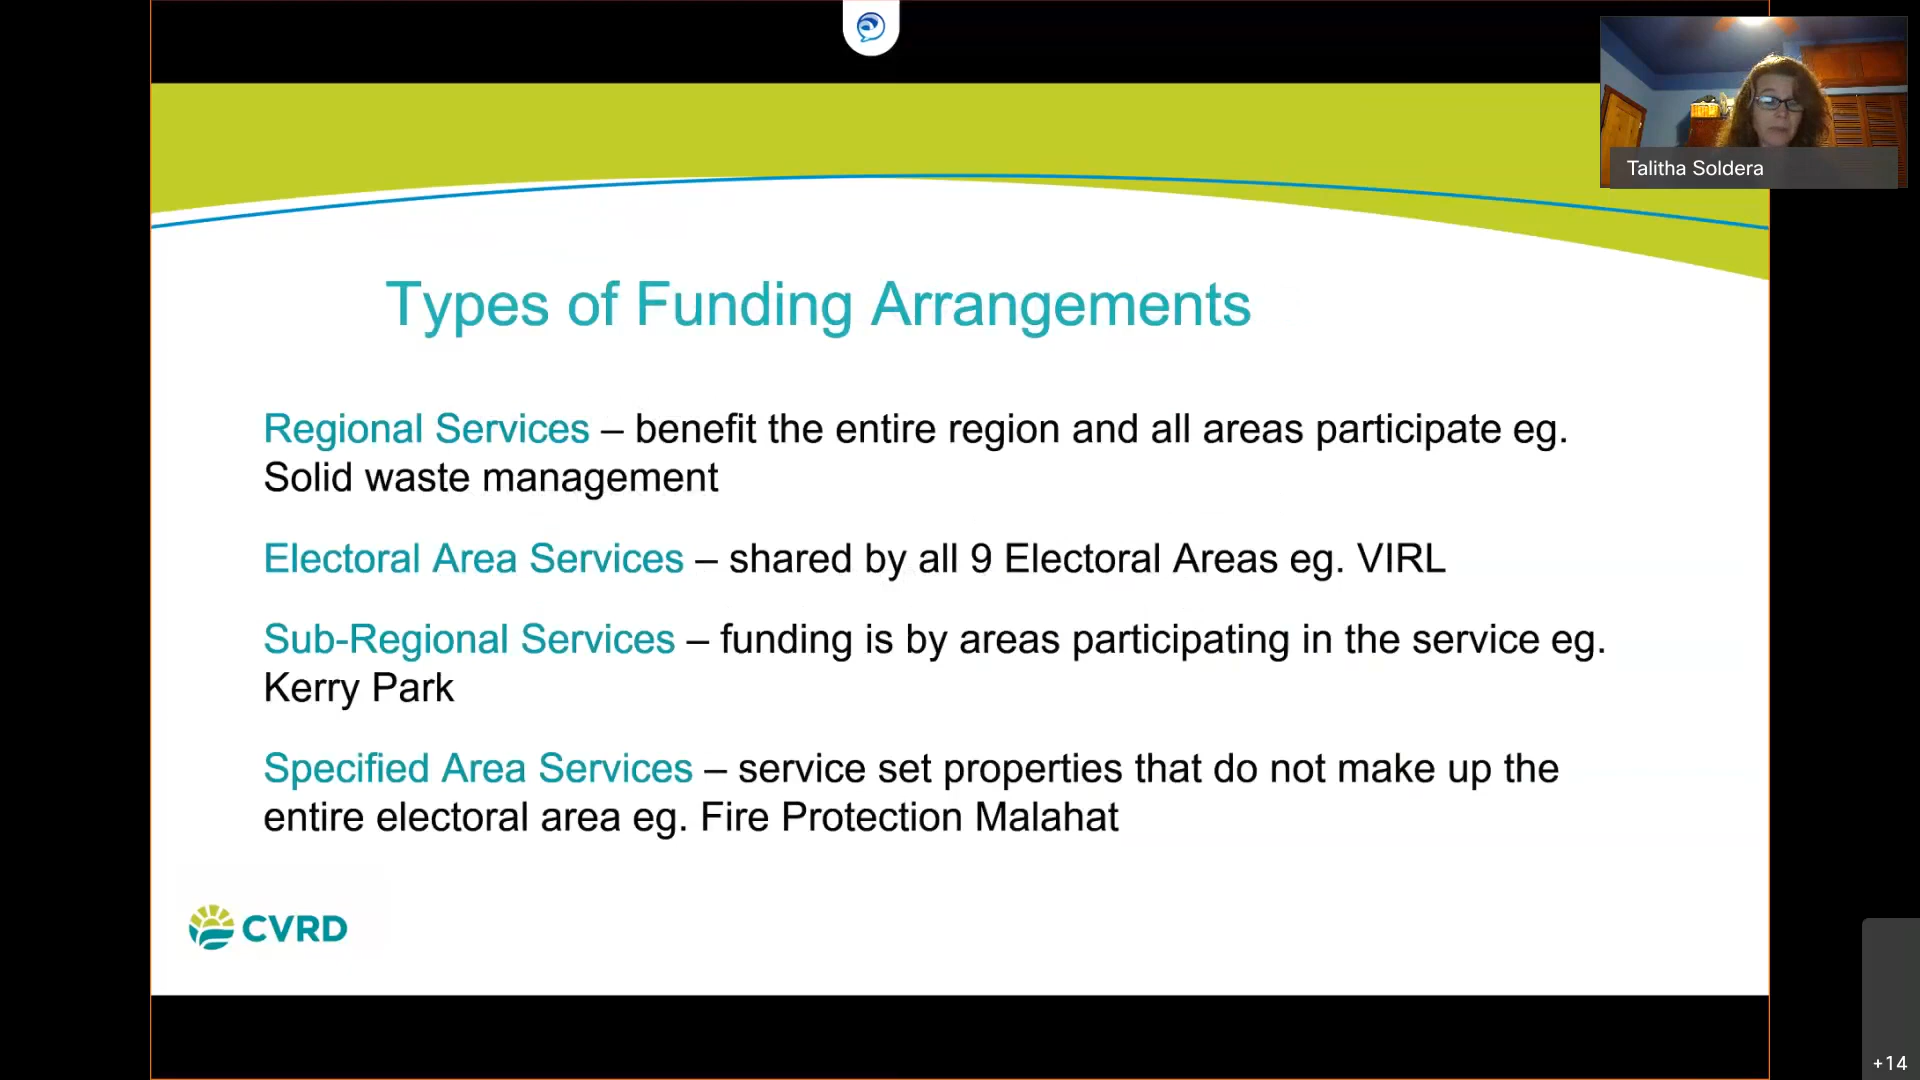 Talitha Soldera
Types of Funding Arrangements
Regional Services – benefit the entire region and all areas participate eg.
Solid waste management
Electoral Area Services – shared by all 9 Electoral Areas eg. VIRL
Sub-Regional Services – funding is by areas participating in the service eg.
Kerry Park
Specified Area Services – service set properties that do not make up the
entire electoral area eg. Fire Protection Malahat
CVRD
+14